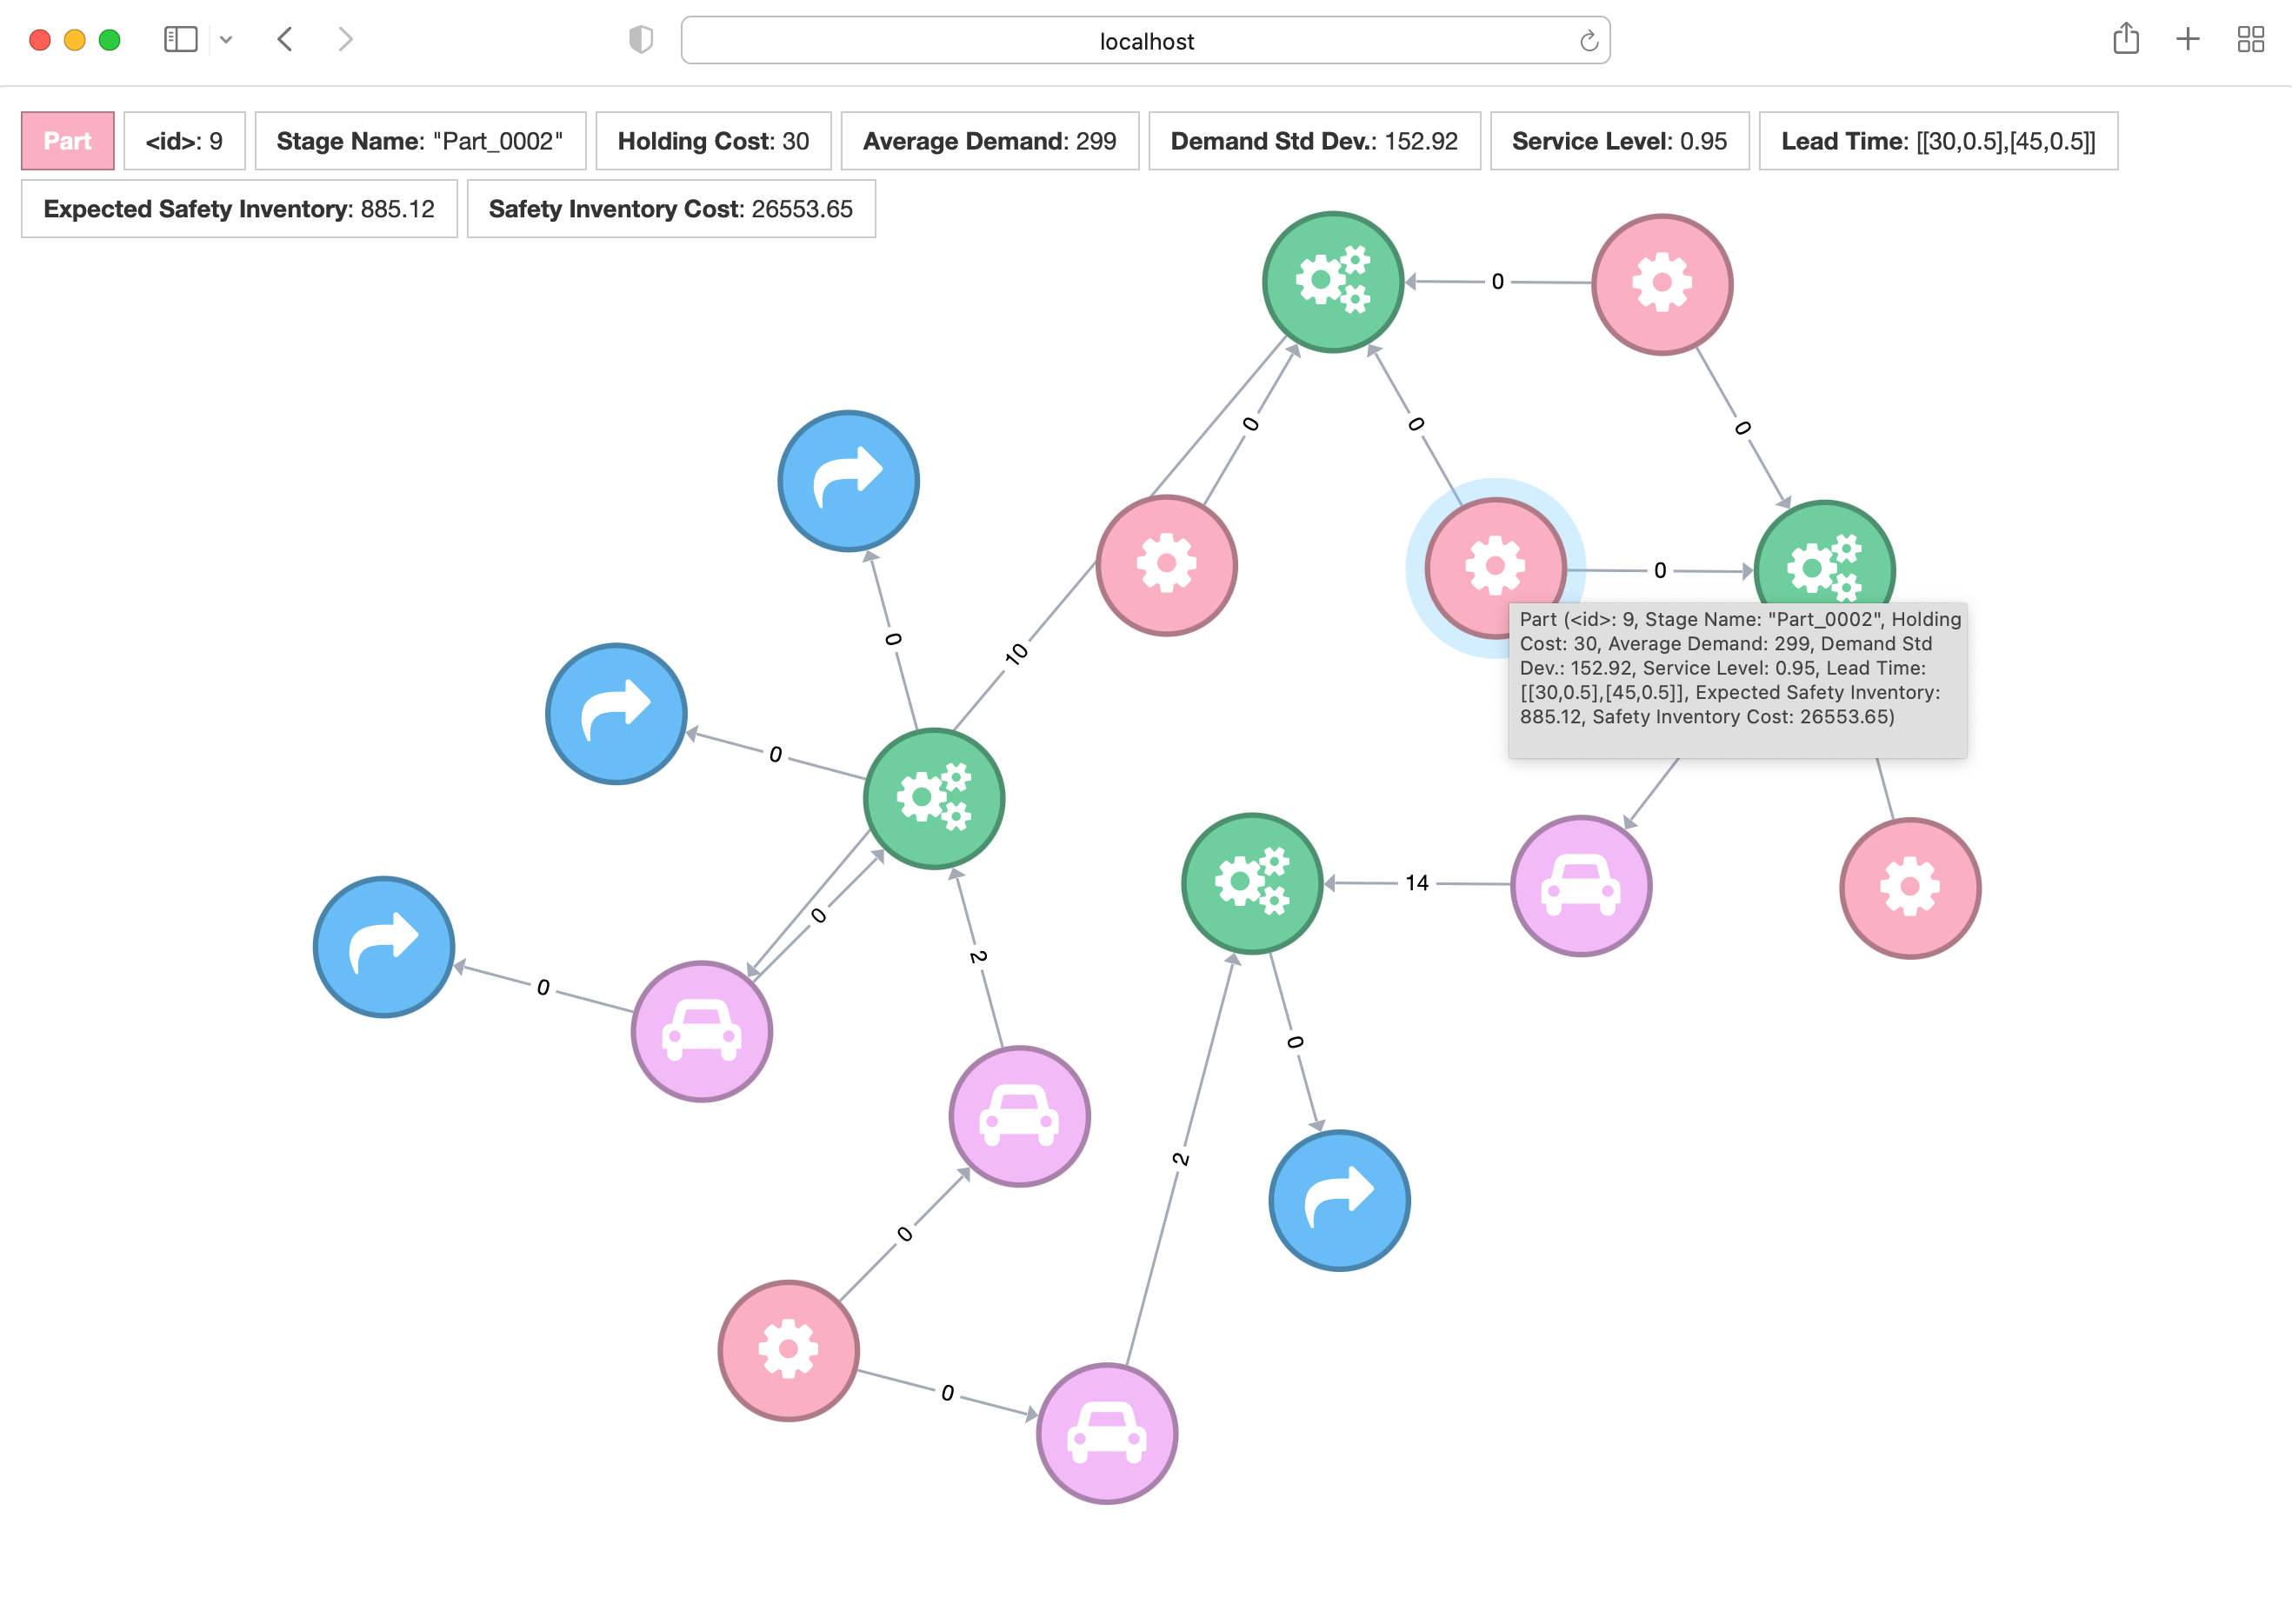 localhost
Part <id>: 9 Stage Name: "Part_0002" Holding Cost: 30 Average Demand: 299 Demand Std Dev.: 152.92 Service Level: 0.95 Lead Time: [[30,0.5],[45,0.5]]
Expected Safety Inventory: 885.12 Safety Inventory Cost: 26553.65
0
0
0
0
0
Part (<id>: 9, Stage Name: "Part_0002", Holding
Cost: 30, Average Demand: 299, Demand Std
Dev.: 152.92, Service Level: 0.95, Lead Time:
[[30,0.5],[45,0.5]], Expected Safety Inventory:
885.12, Safety Inventory Cost: 26553.65)
0
10
0
14
0
2
0
0
2
0
0